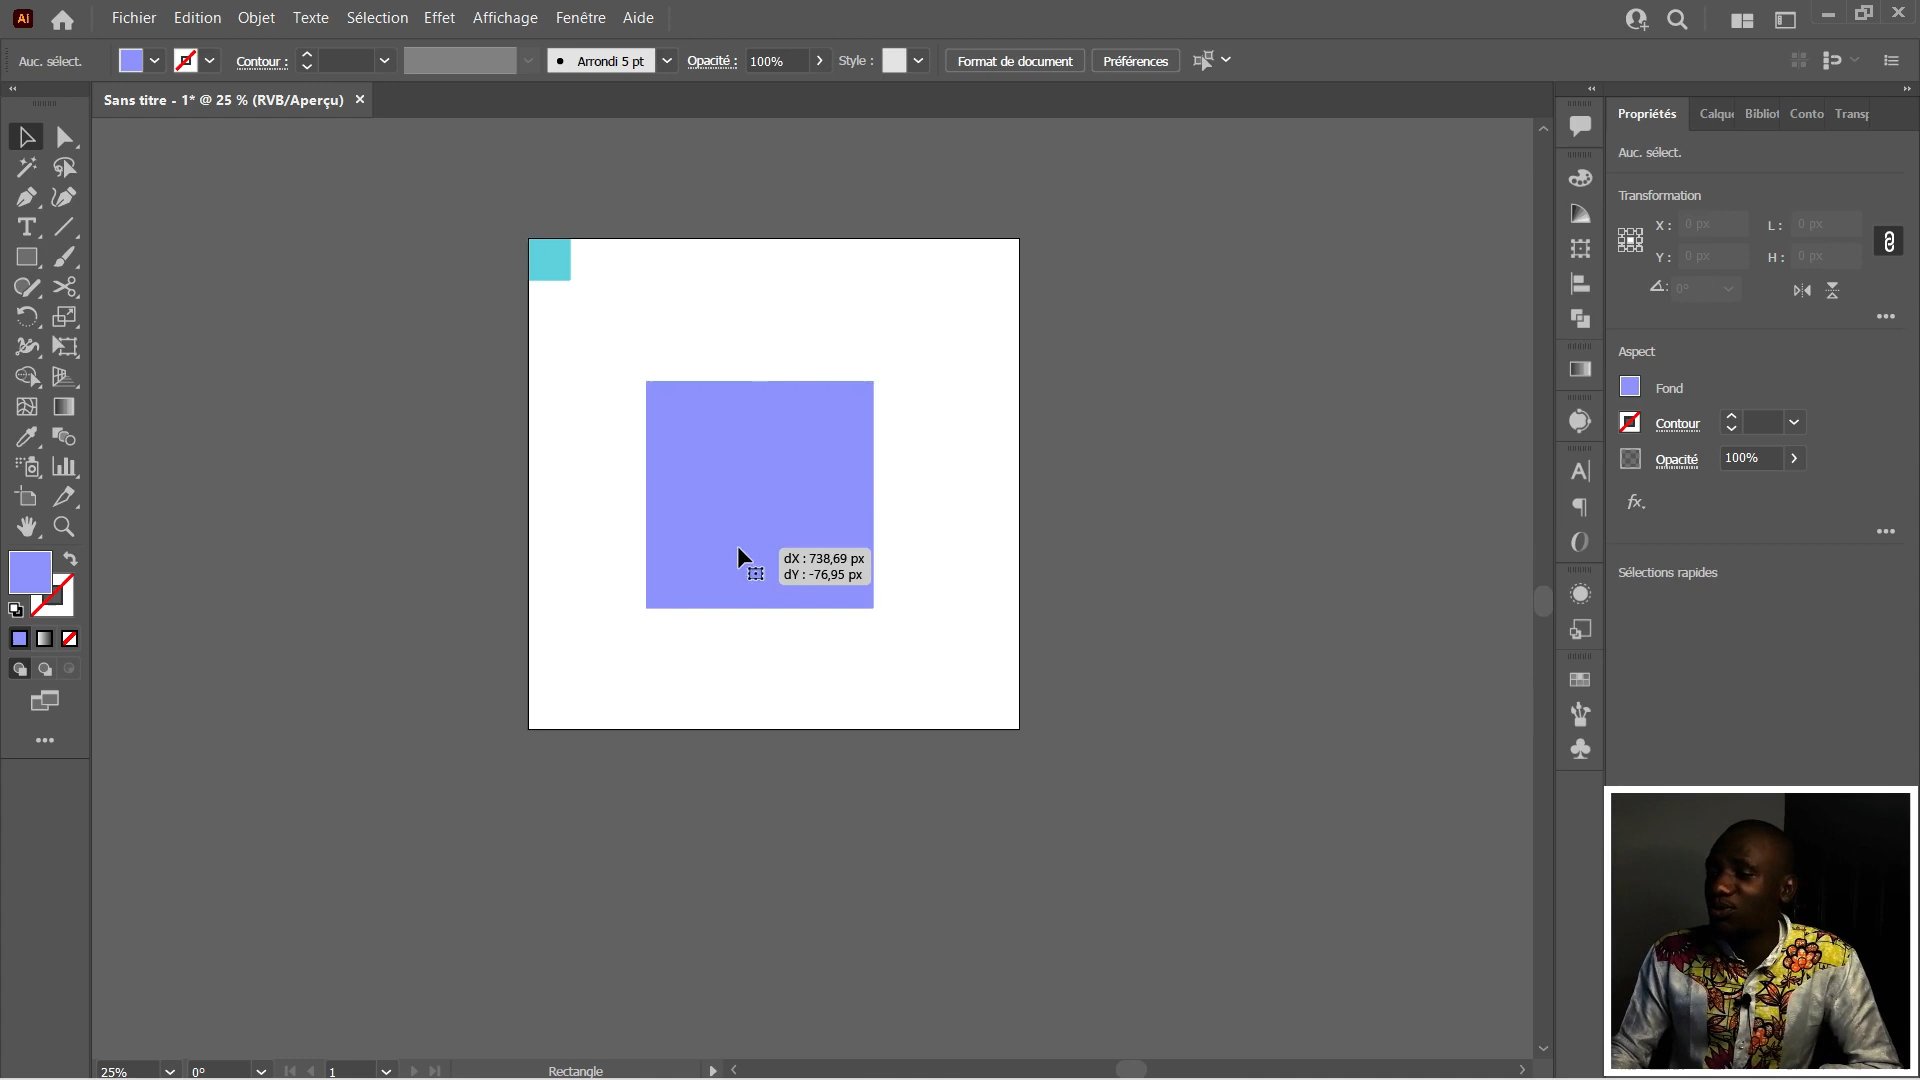 Ai
Fichier Edition Objet Texte Sélection Effet Affichage Fenêtre Aide
Auc. sélect.
Contour :
Arrondi 5 pt
Opacité : 100%
Style :
Format de document
Préférences
Sans titre - 1* @ 25 % (RVB/Aperçu)
Propriétés Calque Bibliot Conto Transp
Auc. sélect.
Transformation
X : 0 px L : 0 px
Y : 0 px H : 0 px
0°
Aspect
Fond
Contour
Opacité 100%
fx.
Sélections rapides
dX : 738,69 px
dY : -76,95 px
25% 0° 1 Rectangle